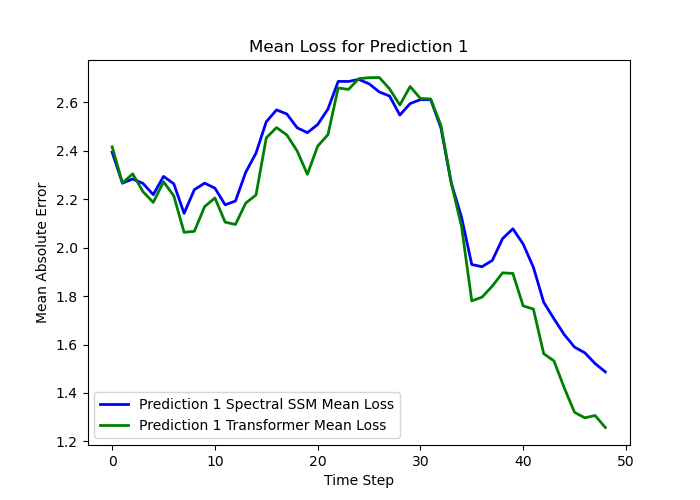 Mean Loss for Prediction 1
Mean Absolute Error
2.6
2.4
2.2
2.0
1.8
1.6
1.4
1.2
Prediction 1 Spectral SSM Mean Loss
Prediction 1 Transformer Mean Loss
0 10 20 30 40 50
Time Step